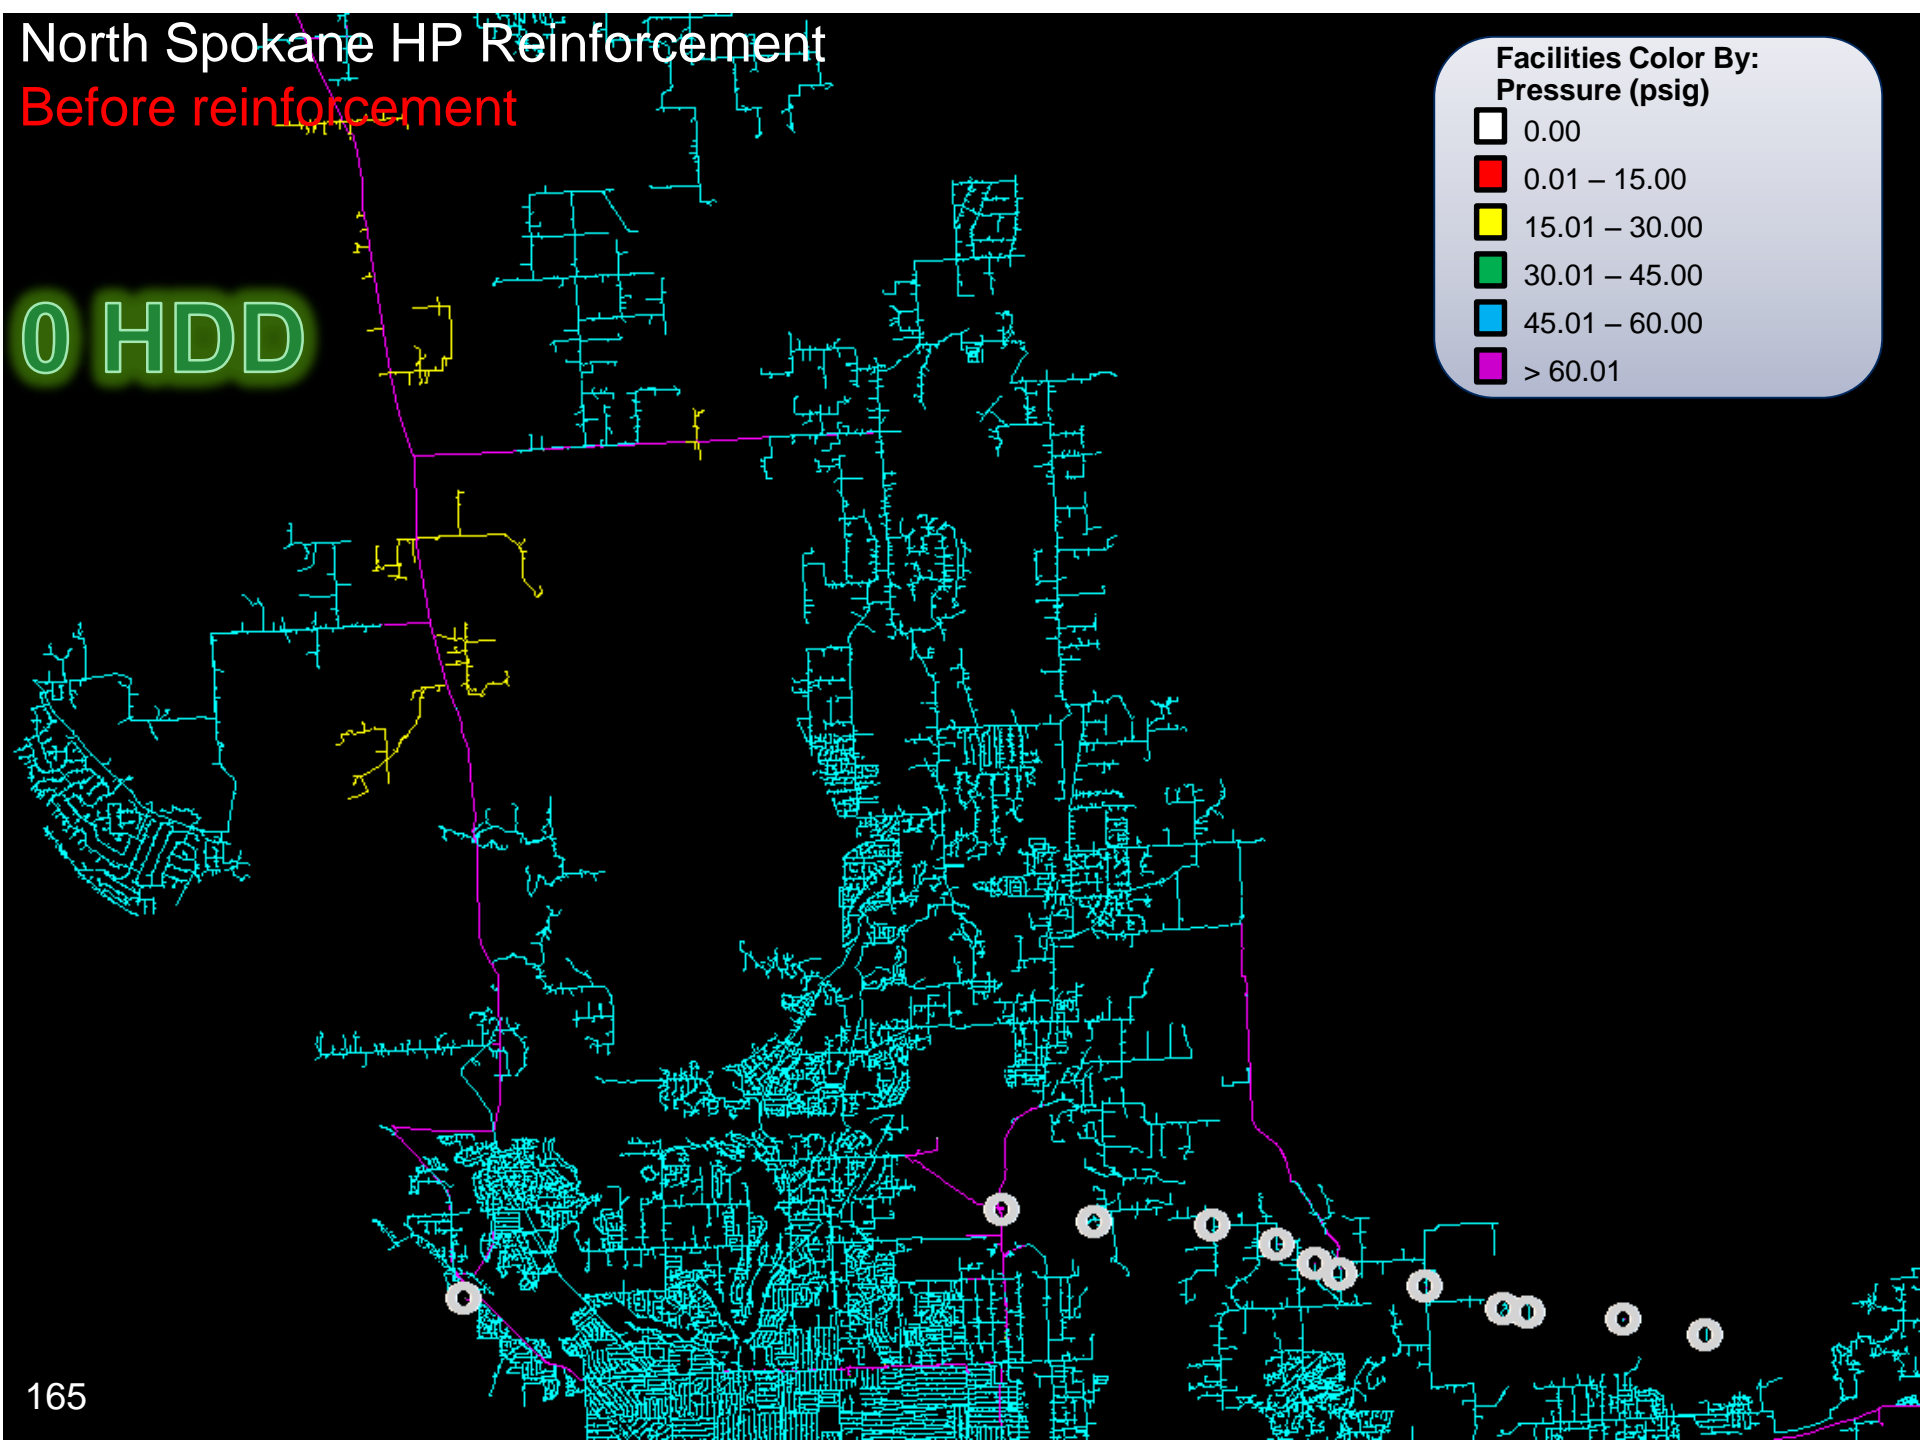 North Spokane HP Reinforcement
Before reinforcement
Facilities Color By:
Pressure (psig)
0.00
0.01 – 15.00
15.01 – 30.00
30.01 – 45.00
45.01 – 60.00
> 60.01
0 HDD
165